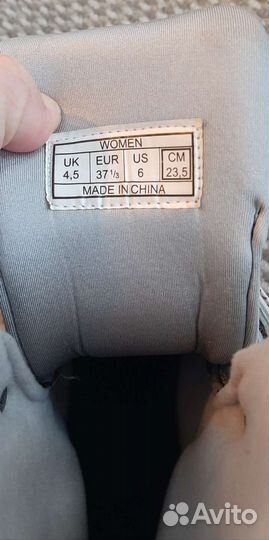 WOMEN
UK EUR US CM
4,5 37 1/3 6 23,5
MADE IN CHINA
Avito